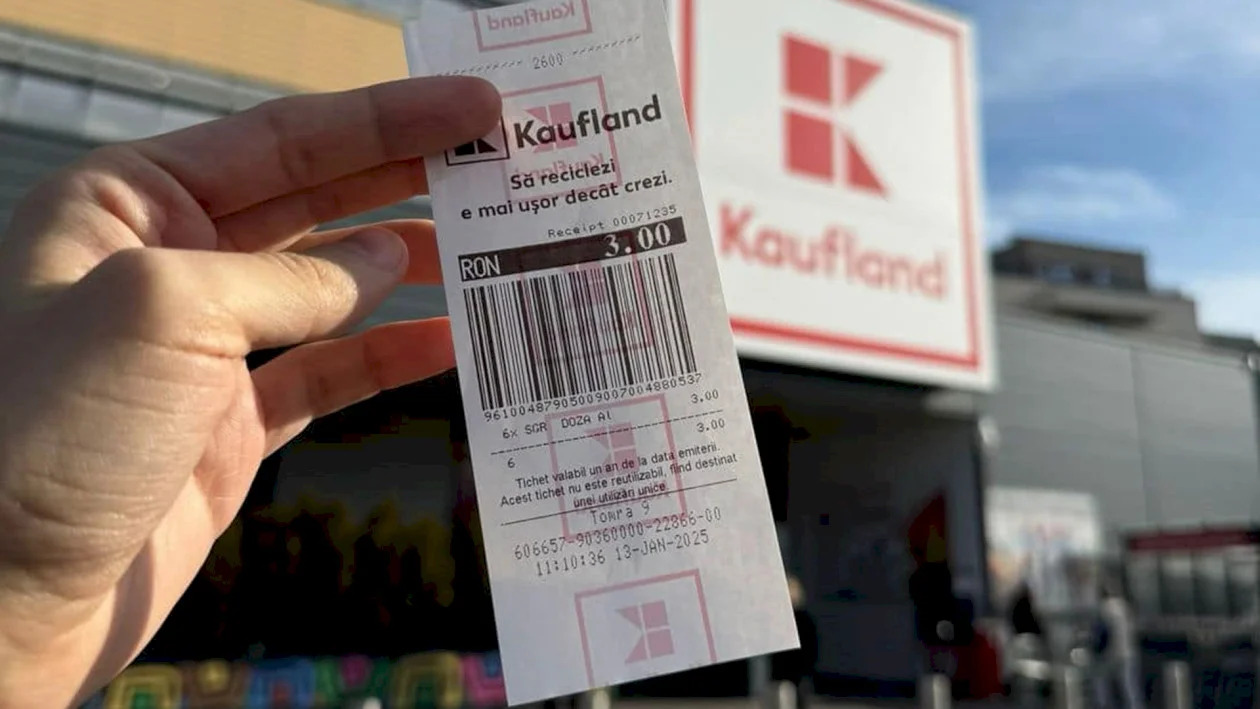 Kaufland
2600
Kaufland
Să reciclezi
e mai ușor decât crezi.
Receipt 00071235
RON 3.00
96100487905009007004880537
6x SGR DOZA Al 3.00
6 3.00
Tichet valabil un an de la data emiterii.
Acest tichet nu este reutilizabil, fiind destinat
unei utilizări unice
Tomra 9
606657-90360000-22866-00
11:10:36 13-JAN-2025
Kaufland